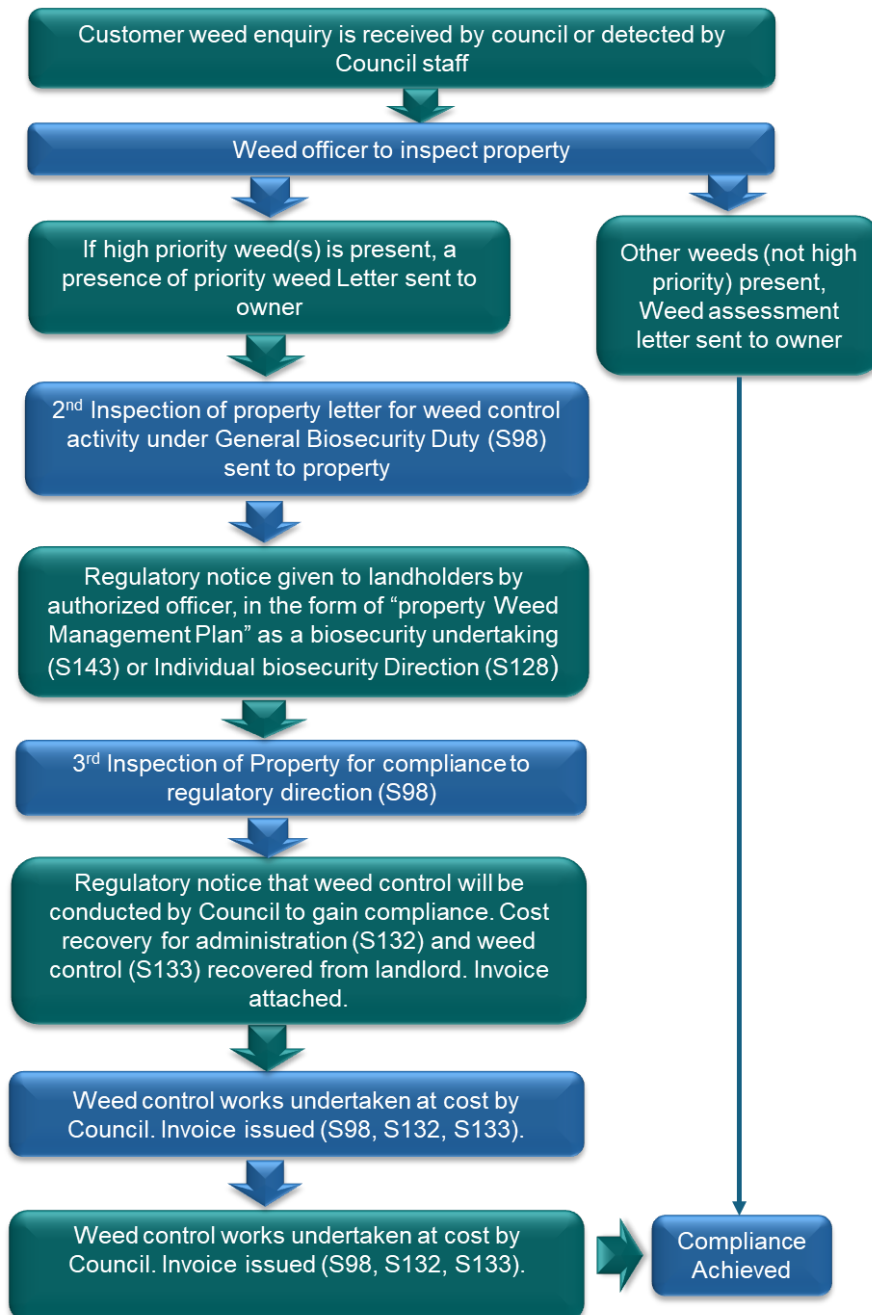 Customer weed enquiry is received by council or detected by
Council staff
Weed officer to inspect property
If high priority weed(s) is present, a
presence of priority weed Letter sent to
owner
Other weeds (not high
priority) present,
Weed assessment
letter sent to owner
2nd Inspection of property letter for weed control
activity under General Biosecurity Duty (S98)
sent to property
Regulatory notice given to landholders by
authorized officer, in the form of “property Weed
Management Plan” as a biosecurity undertaking
(S143) or Individual biosecurity Direction (S128)
3rd Inspection of Property for compliance to
regulatory direction (S98)
Regulatory notice that weed control will be
conducted by Council to gain compliance. Cost
recovery for administration (S132) and weed
control (S133) recovered from landlord. Invoice
attached.
Weed control works undertaken at cost by
Council. Invoice issued (S98, S132, S133).
Weed control works undertaken at cost by
Council. Invoice issued (S98, S132, S133).
Compliance
Achieved